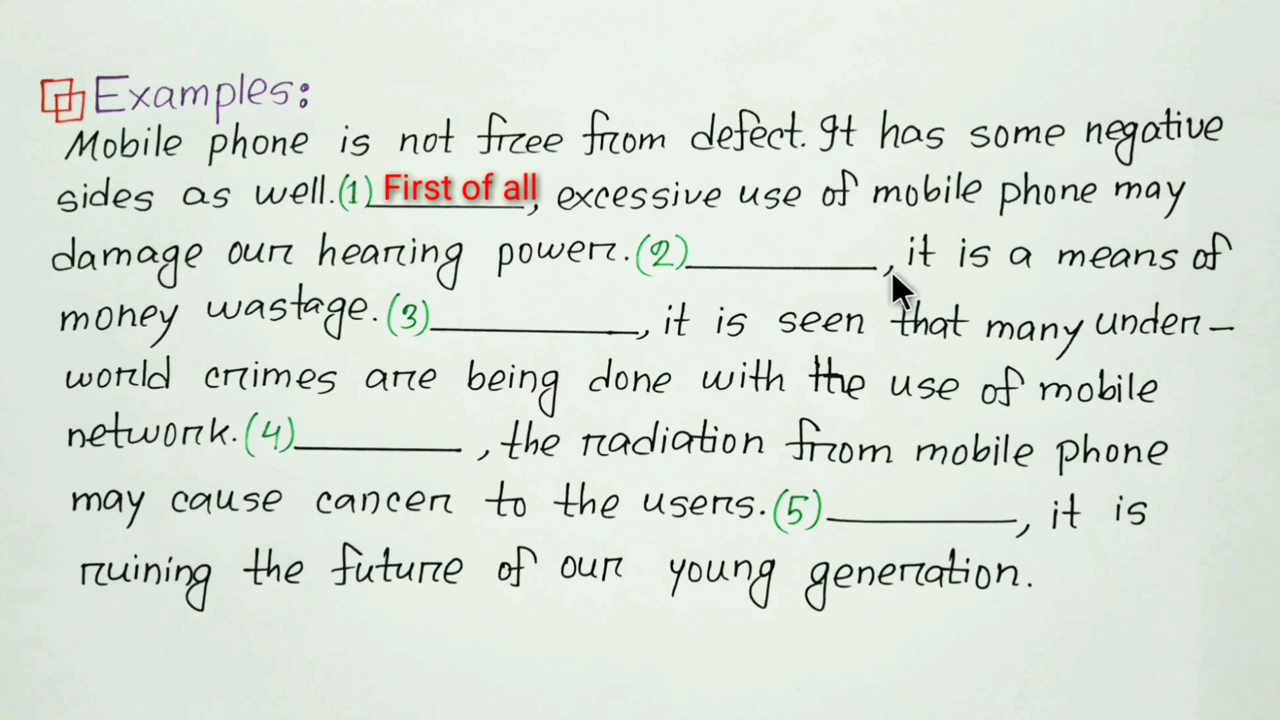 Examples:
Mobile phone is not free from defect. It has some negative
sides as well. (1) First of all, excessive use of mobile phone may
damage our hearing power. (2)__________, it is a means of
money wastage. (3)__________, it is seen that many under-
world crimes are being done with the use of mobile
network. (4)__________, the radiation from mobile phone
may cause cancer to the users. (5)__________, it is
ruining the future of our young generation.